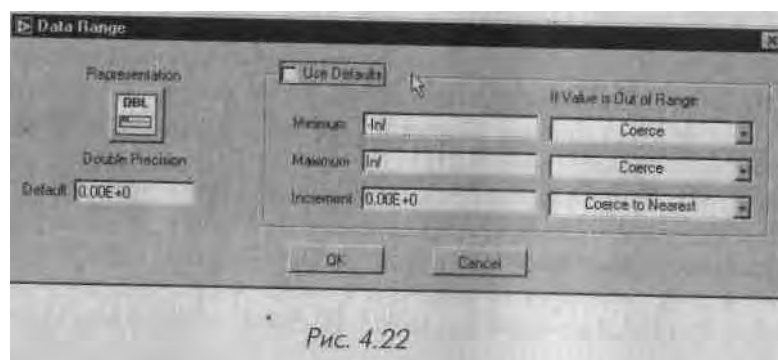 Data Range
Representation
DBL
Double Precision
Default 0.00E+0
Use Defaults
If Value is Out of Range:
Minimum -Inf Coerce
Maximum Inf Coerce
Increment 0.00E+0 Coerce to Nearest
OK Cancel
Рис. 4.22